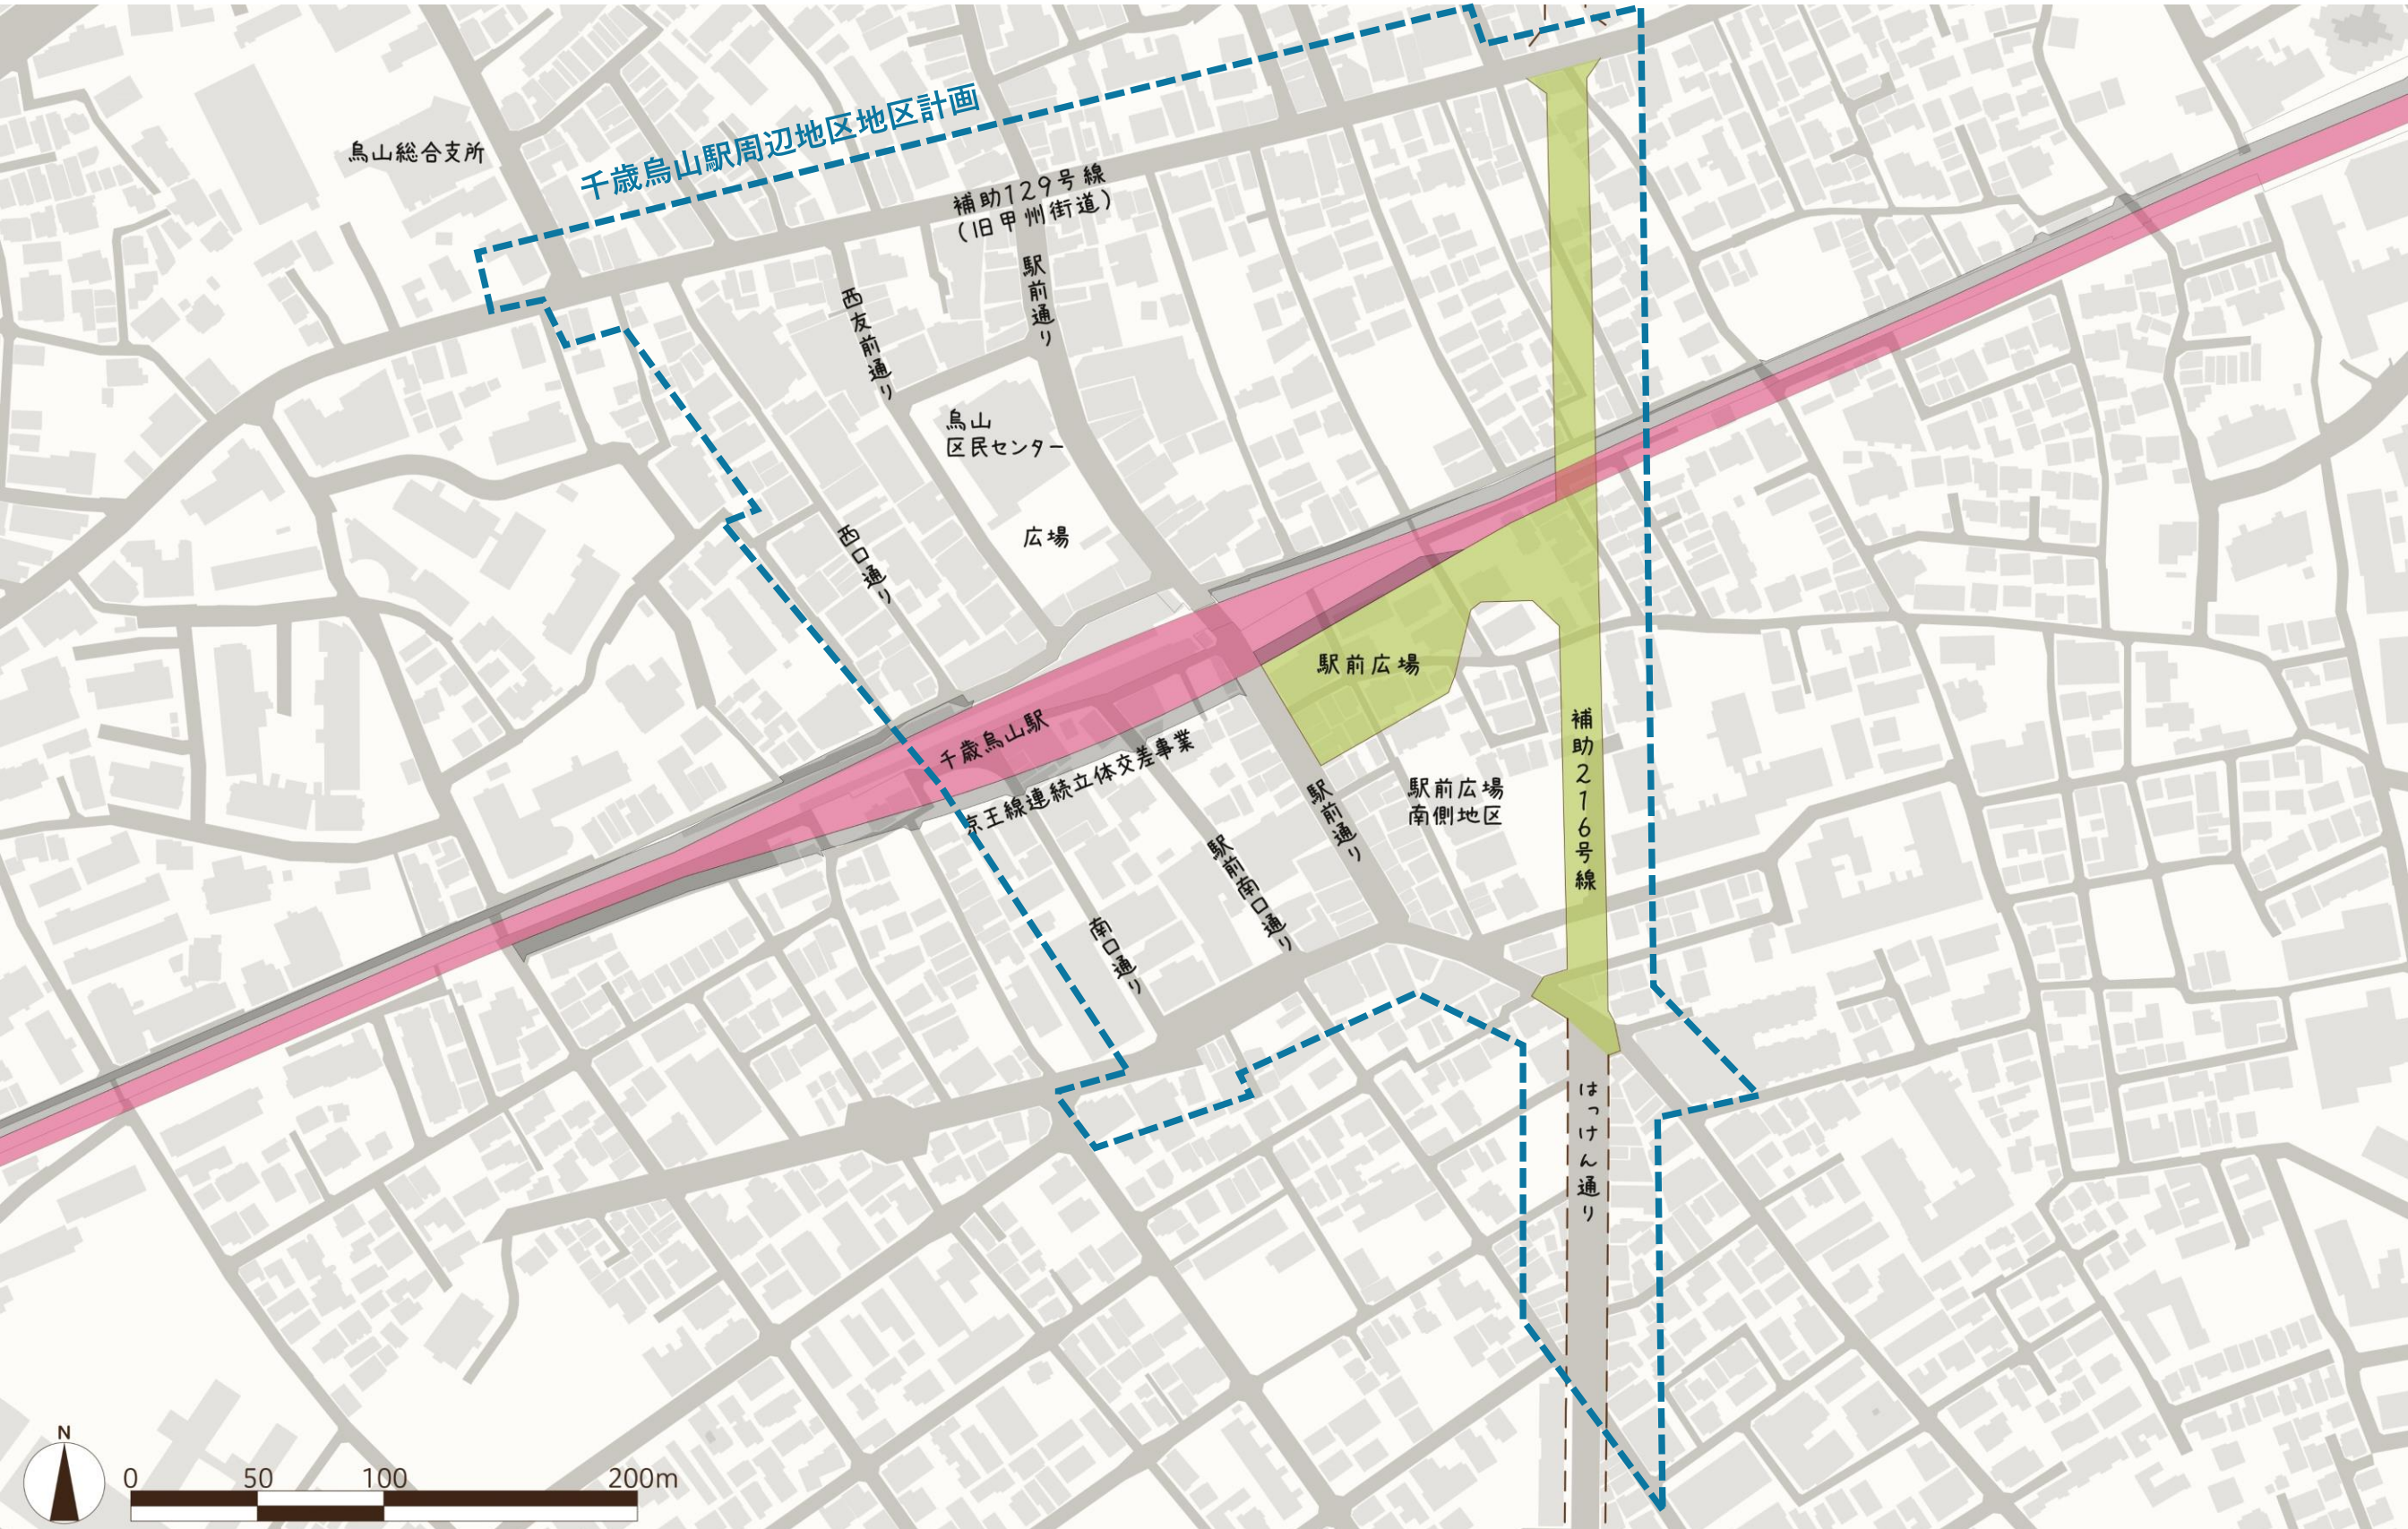 千歳烏山駅周辺地区地区計画
烏山総合支所
補助129号線
(旧甲州街道)
駅前通り
西友前通り
烏山
区民センター
広場
西口通り
駅前広場
千歳烏山駅
京王線連続立体交差事業
補助216号線
駅前広場
南側地区
駅前通り
駅前南口通り
南口通り
はっけん通り
N
0 50 100 200m